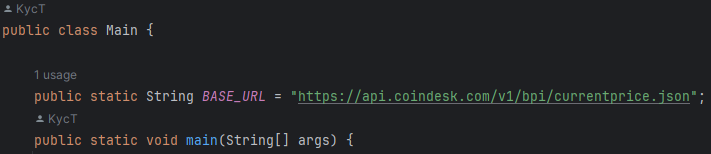 KycT
public class Main {
1 usage
public static String BASE_URL = "https://api.coindesk.com/v1/bpi/currentprice.json";
KycT
public static void main(String[] args) {